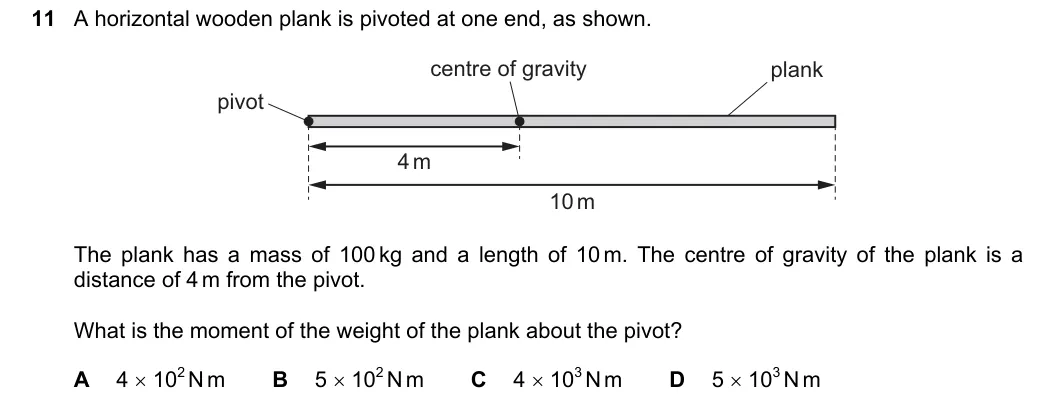 11 A horizontal wooden plank is pivoted at one end, as shown.
centre of gravity
plank
pivot
4 m
10 m
The plank has a mass of 100 kg and a length of 10 m. The centre of gravity of the plank is a
distance of 4 m from the pivot.
What is the moment of the weight of the plank about the pivot?
A 4 × 10² N m B 5 × 10² N m C 4 × 10³ N m D 5 × 10³ N m